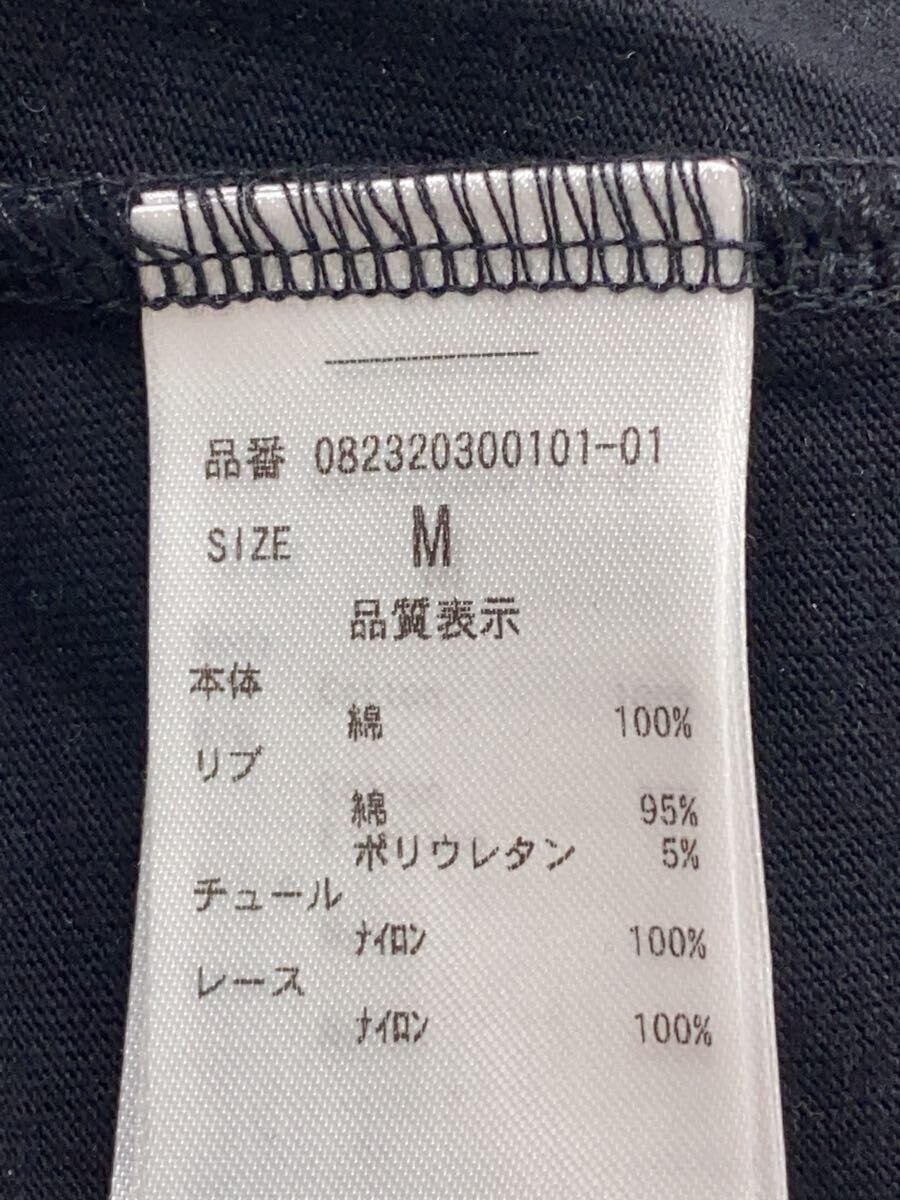 品番 082320300101-01
SIZE M
品質表示
本体
綿 100%
リブ
綿 95%
ポリウレタン 5%
チュール
ナイロン 100%
レース
ナイロン 100%